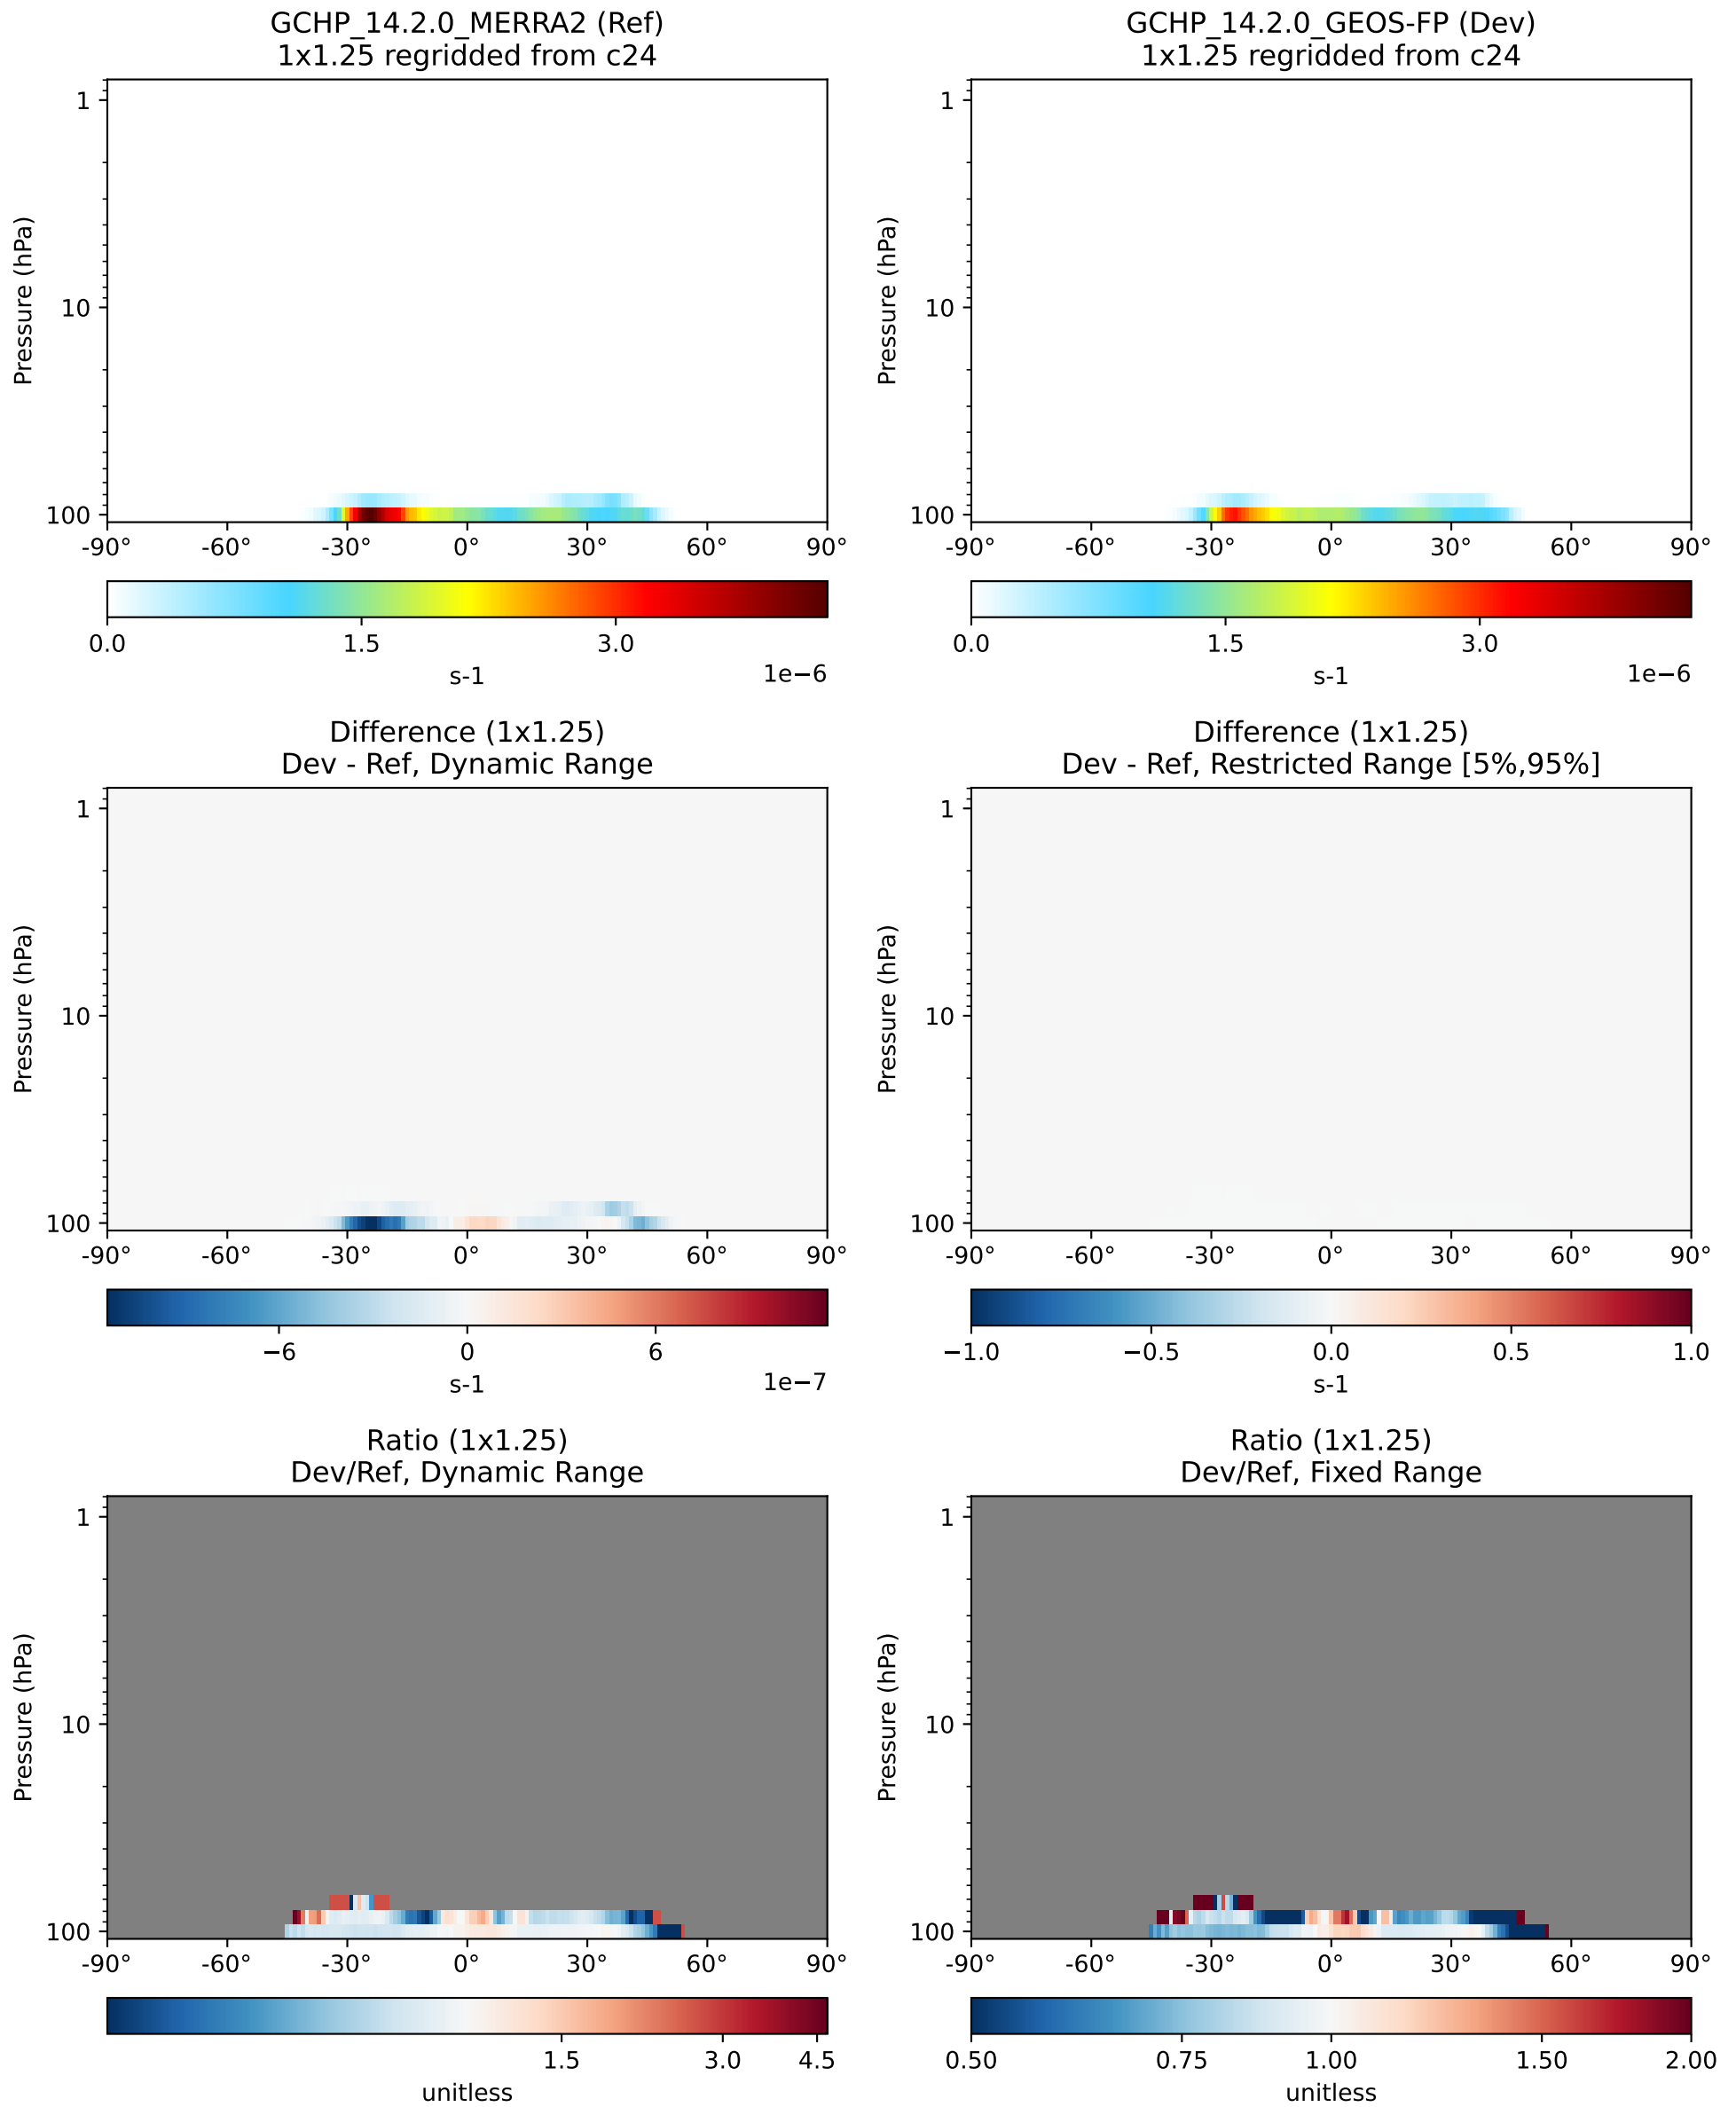 GCHP_14.2.0_MERRA2 (Ref)
1x1.25 regridded from c24
Pressure (hPa)
1
10
100
-90° -60° -30° 0° 30° 60° 90°
0.0 1.5 3.0
s-1 1e−6
GCHP_14.2.0_GEOS-FP (Dev)
1x1.25 regridded from c24
Pressure (hPa)
1
10
100
-90° -60° -30° 0° 30° 60° 90°
0.0 1.5 3.0
s-1 1e−6
Difference (1x1.25)
Dev - Ref, Dynamic Range
Pressure (hPa)
1
10
100
-90° -60° -30° 0° 30° 60° 90°
−6 0 6
s-1 1e−7
Difference (1x1.25)
Dev - Ref, Restricted Range [5%,95%]
Pressure (hPa)
1
10
100
-90° -60° -30° 0° 30° 60° 90°
−1.0 −0.5 0.0 0.5 1.0
s-1
Ratio (1x1.25)
Dev/Ref, Dynamic Range
Pressure (hPa)
1
10
100
-90° -60° -30° 0° 30° 60° 90°
1.5 3.0 4.5
unitless
Ratio (1x1.25)
Dev/Ref, Fixed Range
Pressure (hPa)
1
10
100
-90° -60° -30° 0° 30° 60° 90°
0.50 0.75 1.00 1.50 2.00
unitless